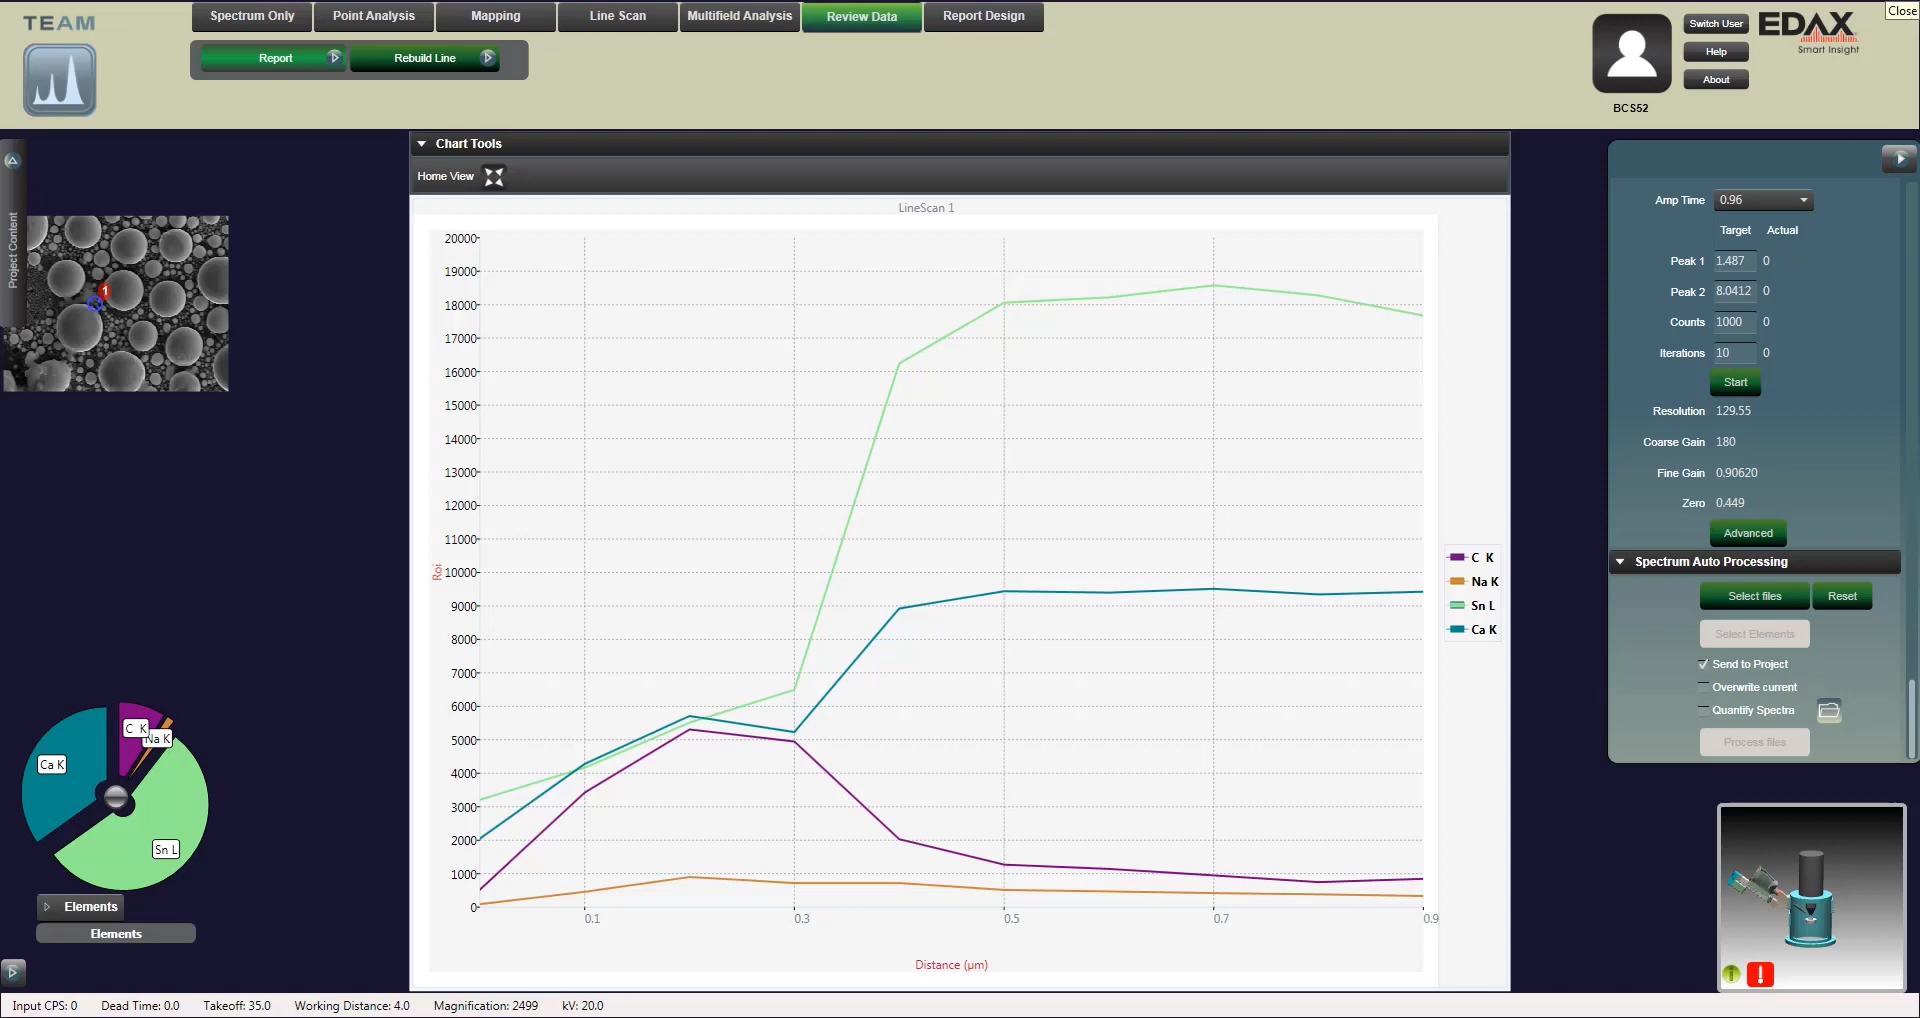 TEAM
Spectrum Only
Point Analysis
Mapping
Line Scan
Multifield Analysis
Review Data
Report Design
Report
Rebuild Line
Switch User
Help
About
BCS52
EDAX
Smart Insight
Close
Project Content
1
Chart Tools
Home View
LineScan 1
20000
19000
18000
17000
16000
15000
14000
13000
12000
11000
10000
9000
8000
7000
6000
5000
4000
3000
2000
1000
0
Roi
0.1
0.3
0.5
0.7
0.9
Distance (µm)
C K
Na K
Sn L
Ca K
Amp Time 0.96
Target Actual
Peak 1 1.487 0
Peak 2 8.0412 0
Counts 1000 0
Iterations 10 0
Start
Resolution 129.55
Coarse Gain 180
Fine Gain 0.90620
Zero 0.449
Advanced
Spectrum Auto Processing
Select files
Reset
Select Elements
Send to Project
Overwrite current
Quantify Spectra
Process files
C K
Na K
Ca K
Sn L
Elements
Elements
Input CPS: 0 Dead Time: 0.0 Takeoff: 35.0 Working Distance: 4.0 Magnification: 2499 kV: 20.0